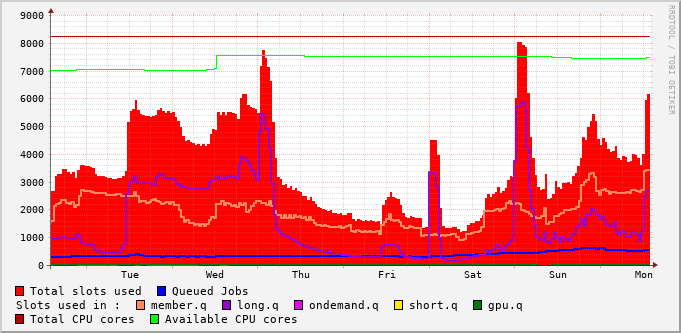 9000
8000
7000
6000
5000
4000
3000
2000
1000
0
Tue Wed Thu Fri Sat Sun Mon
RRDTOOL / TOBI OETIKER
Total slots used Queued Jobs
Slots used in : member.q long.q ondemand.q short.q gpu.q
Total CPU cores Available CPU cores